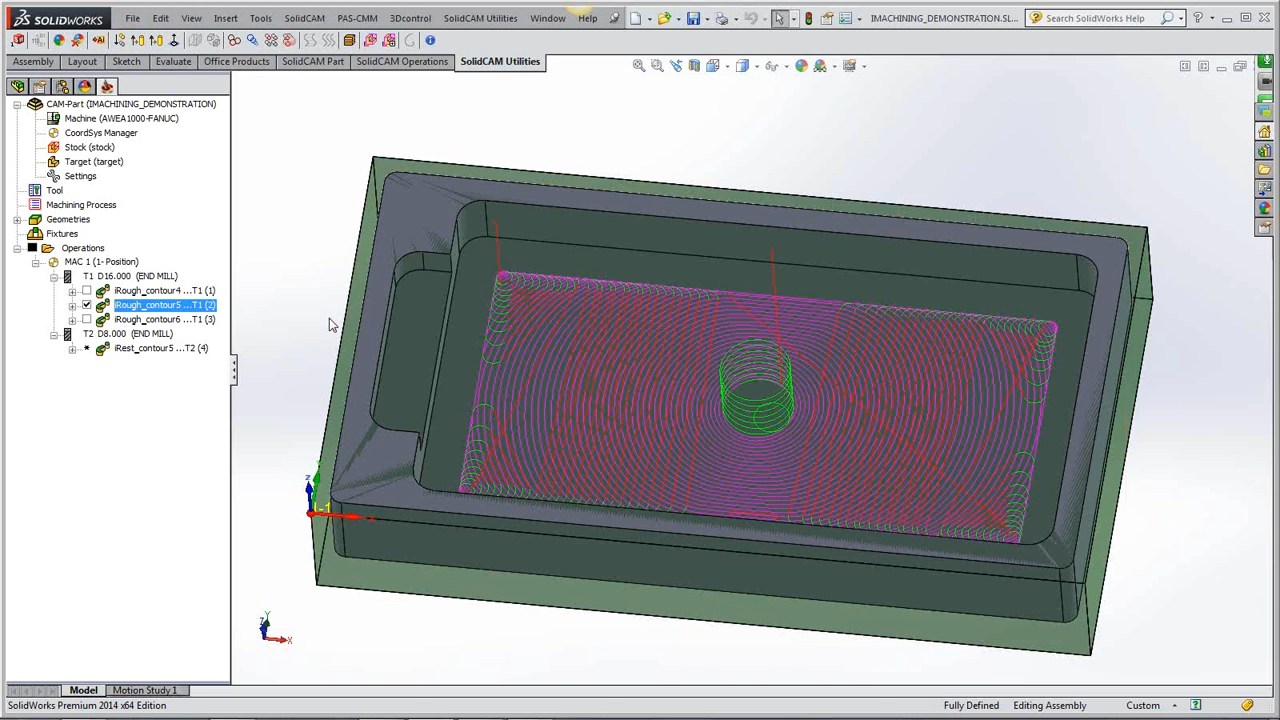 SOLIDWORKS File Edit View Insert Tools SolidCAM PAS-CMM 3Dcontrol SolidCAM Utilities Window Help IMACHINING_DEMONSTRATION.SL... Search SolidWorks Help
Assembly Layout Sketch Evaluate Office Products SolidCAM Part SolidCAM Operations SolidCAM Utilities
CAM-Part (IMACHINING_DEMONSTRATION)
Machine (AWEA1000-FANUC)
CoordSys Manager
Stock (stock)
Target (target)
Settings
Tool
Machining Process
Geometries
Fixtures
Operations
MAC 1 (1- Position)
T1 D16.000 (END MILL)
iRough_contour4 ...T1 (1)
iRough_contour5 ...T1 (2)
iRough_contour6 ...T1 (3)
T2 D8.000 (END MILL)
iRest_contour5 ...T2 (4)
Z
Y
Z
X
Model Motion Study 1
SolidWorks Premium 2014 x64 Edition Fully Defined Editing Assembly Custom